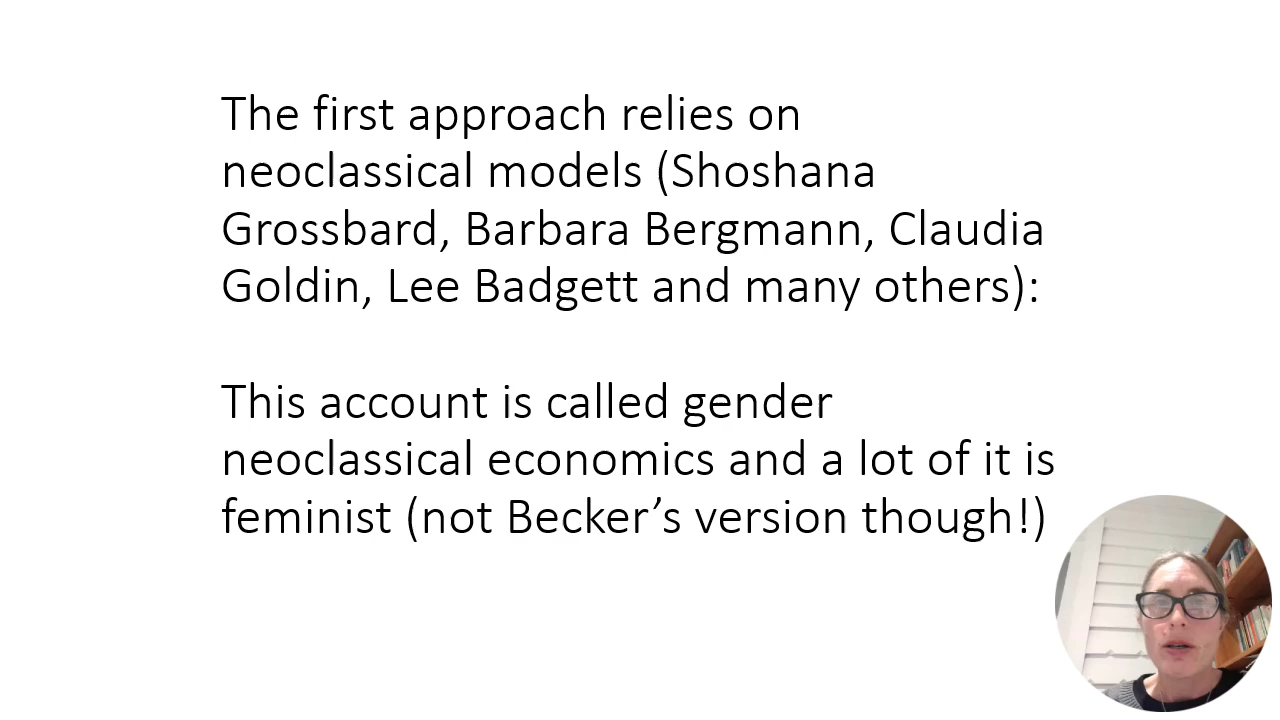 The first approach relies on
neoclassical models (Shoshana
Grossbard, Barbara Bergmann, Claudia
Goldin, Lee Badgett and many others):
This account is called gender
neoclassical economics and a lot of it is
feminist (not Becker’s version though!)